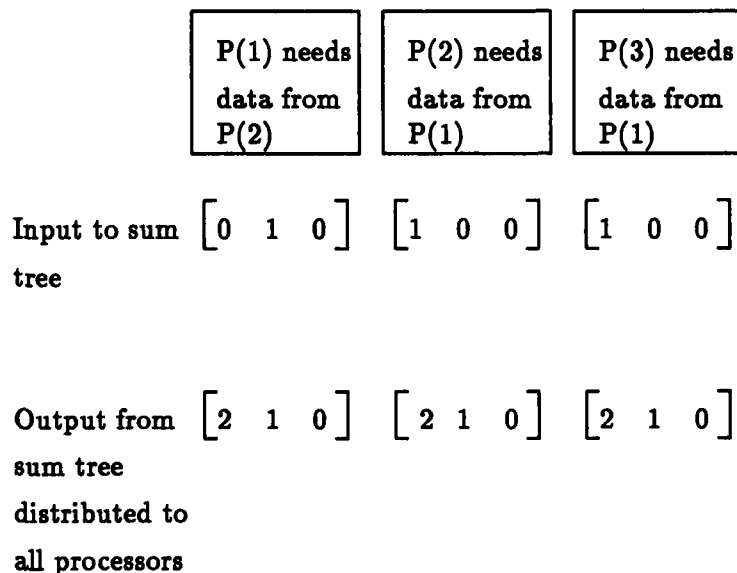 P(1) needs
data from
P(2)
P(2) needs
data from
P(1)
P(3) needs
data from
P(1)
Input to sum
tree
[0 1 0]
[1 0 0]
[1 0 0]
Output from
sum tree
distributed to
all processors
[2 1 0]
[2 1 0]
[2 1 0]